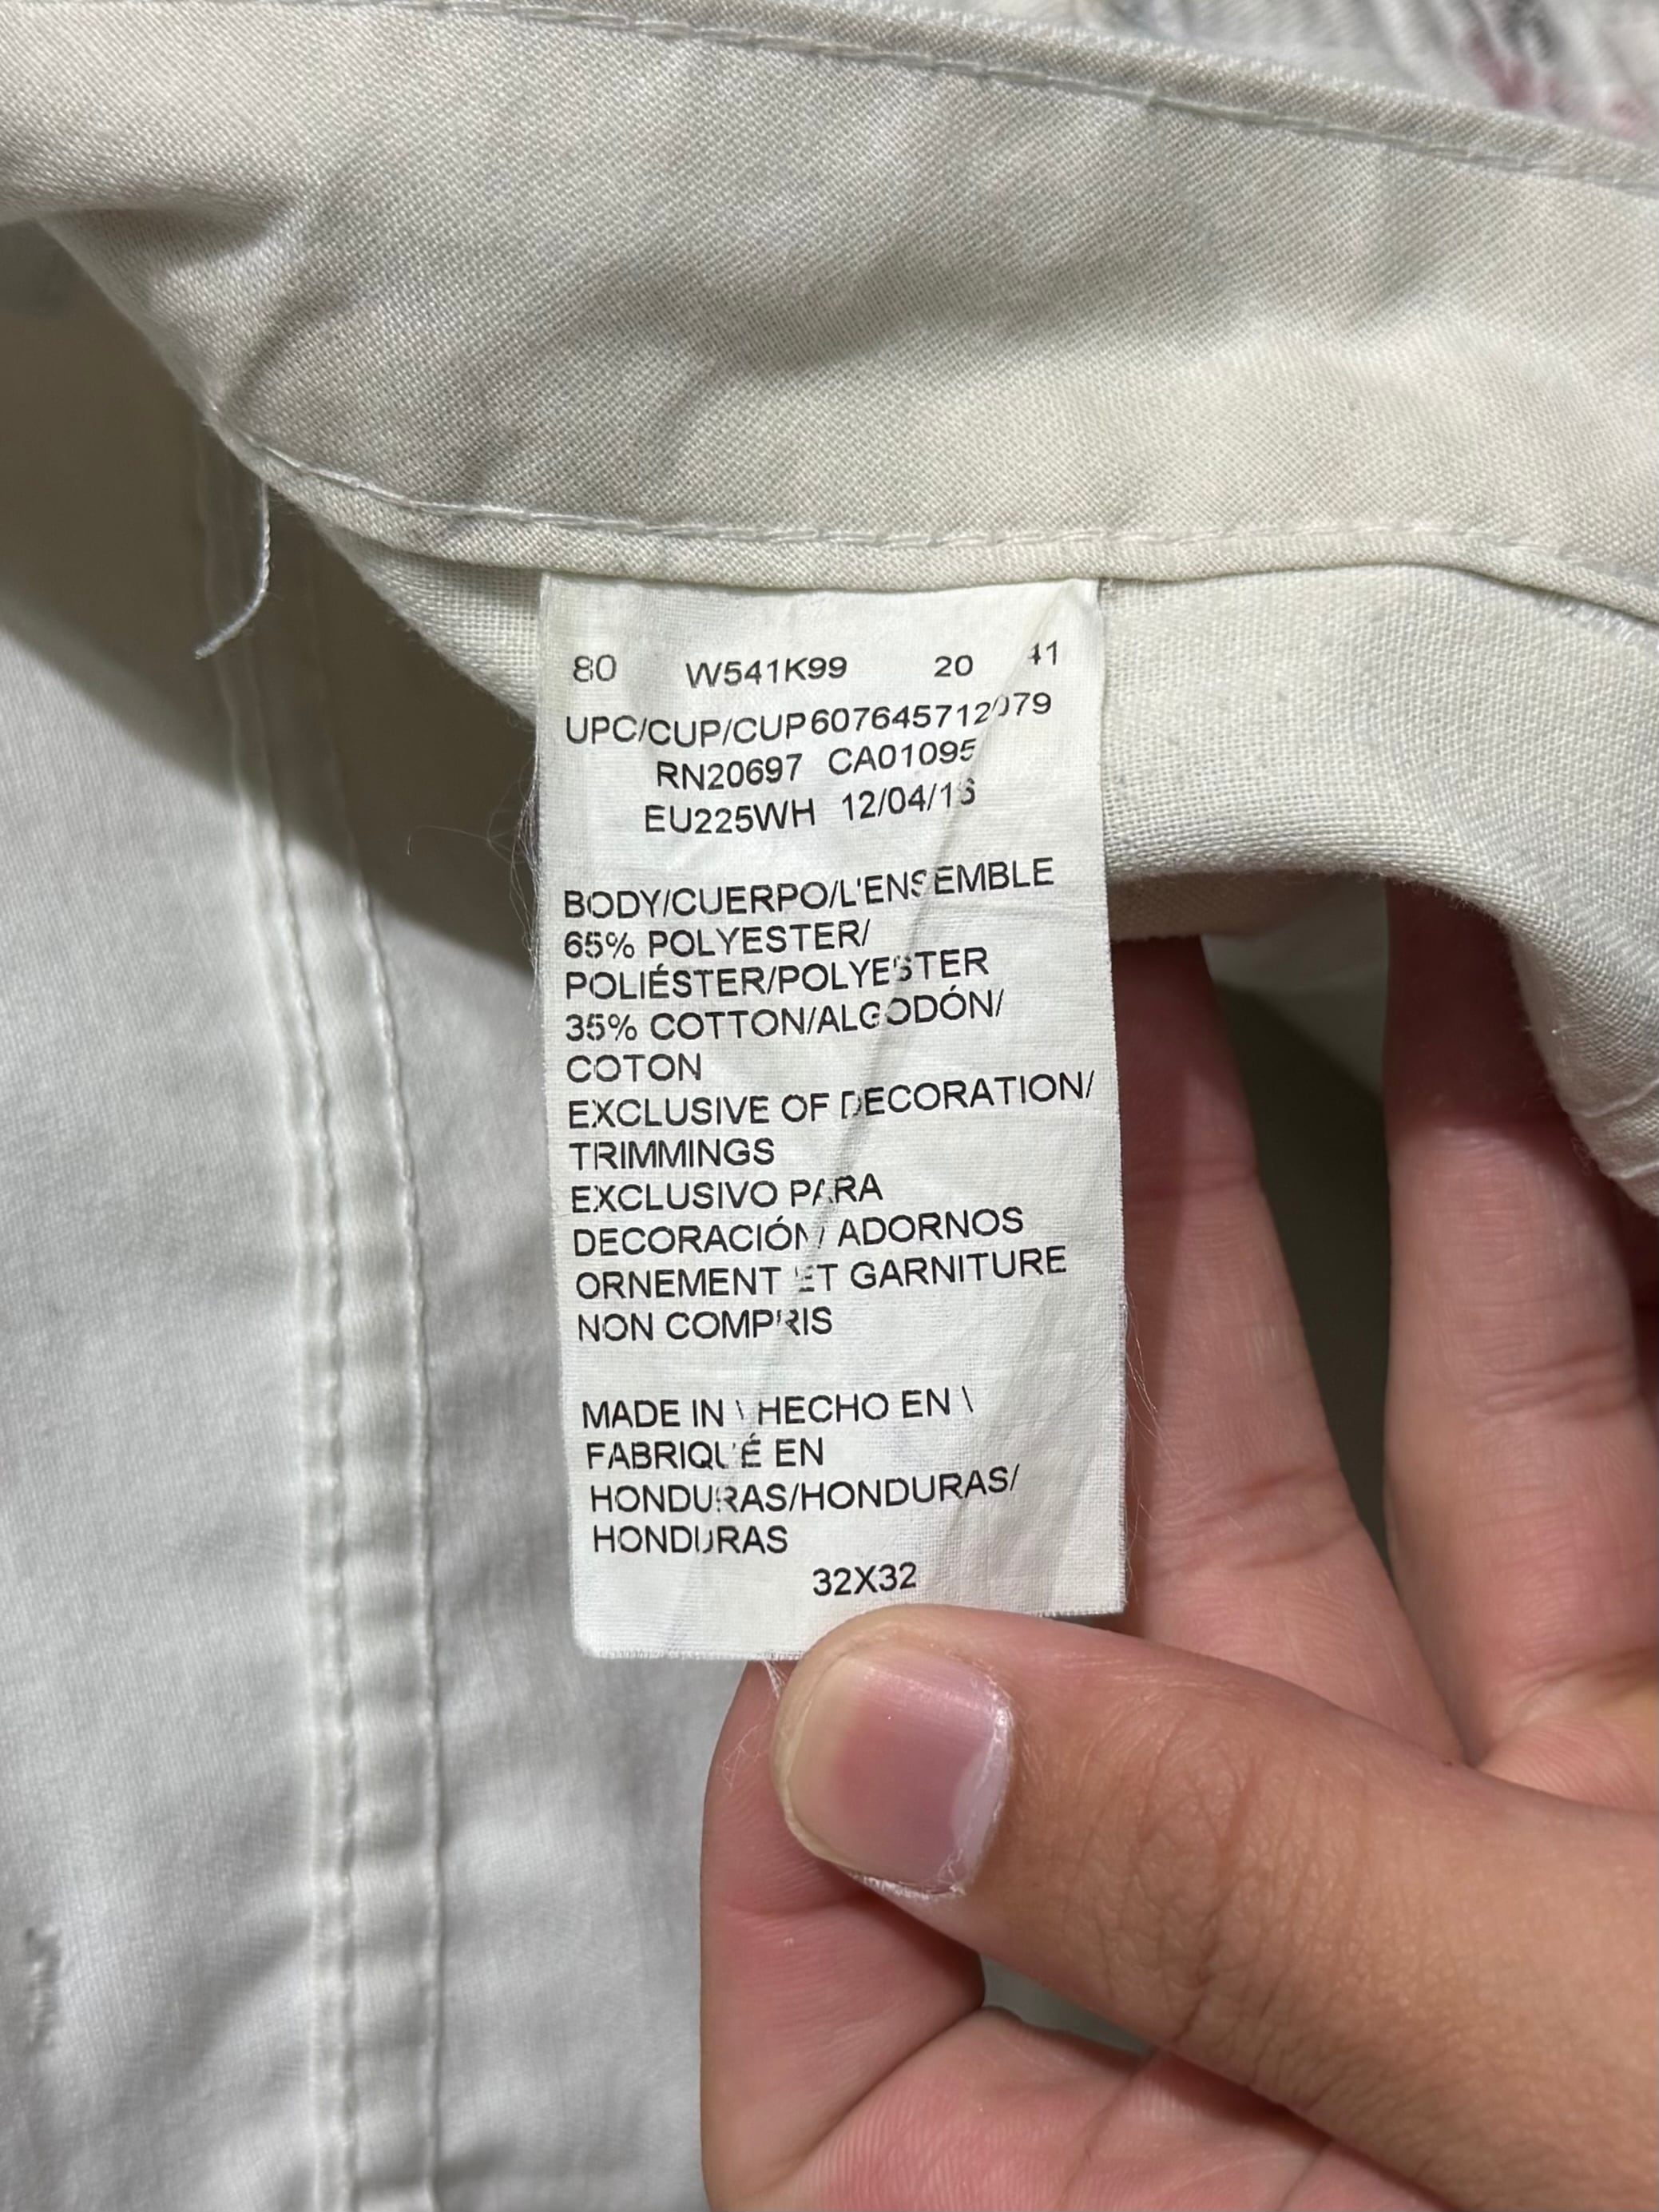 80 W541K99 20 41
UPC/CUP/CUP607645712079
RN20697 CA01095
EU225WH 12/04/16
BODY/CUERPO/L'ENSEMBLE
65% POLYESTER/
POLIÉSTER/POLYESTER
35% COTTON/ALGODÓN/
COTON
EXCLUSIVE OF DECORATION/
TRIMMINGS
EXCLUSIVO PARA
DECORACIÓN / ADORNOS
ORNEMENT ET GARNITURE
NON COMPRIS
MADE IN \ HECHO EN \
FABRIQUÉ EN
HONDURAS/HONDURAS/
HONDURAS
32X32